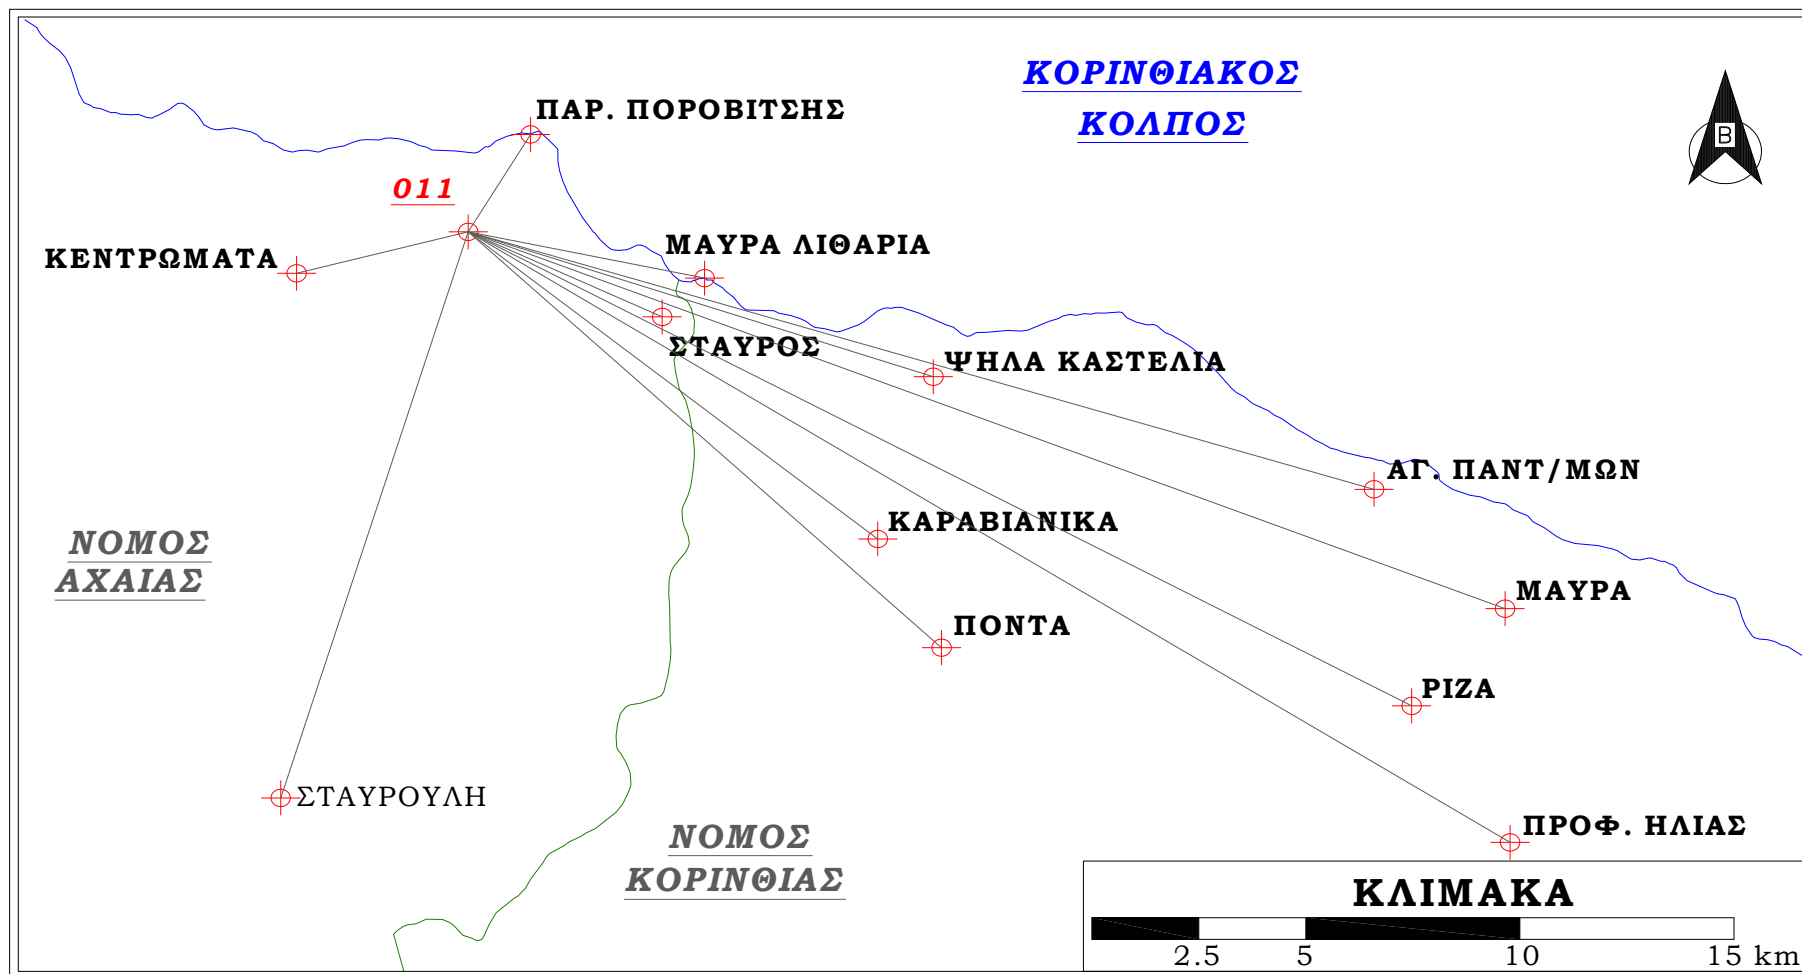 ΚΟΡΙΝΘΙΑΚΟΣ
ΚΟΛΠΟΣ
ΠΑΡ. ΠΟΡΟΒΙΤΣΗΣ
Β
011
ΚΕΝΤΡΩΜΑΤΑ
ΜΑΥΡΑ ΛΙΘΑΡΙΑ
ΣΤΑΥΡΟΣ
ΨΗΛΑ ΚΑΣΤΕΛΙΑ
ΑΓ. ΠΑΝΤ/ΜΩΝ
ΚΑΡΑΒΙΑΝΙΚΑ
ΝΟΜΟΣ
ΑΧΑΙΑΣ
ΜΑΥΡΑ
ΠΟΝΤΑ
ΡΙΖΑ
ΣΤΑΥΡΟΥΛΗ
ΠΡΟΦ. ΗΛΙΑΣ
ΝΟΜΟΣ
ΚΟΡΙΝΘΙΑΣ
ΚΛΙΜΑΚΑ
2.5 5 10 15 km